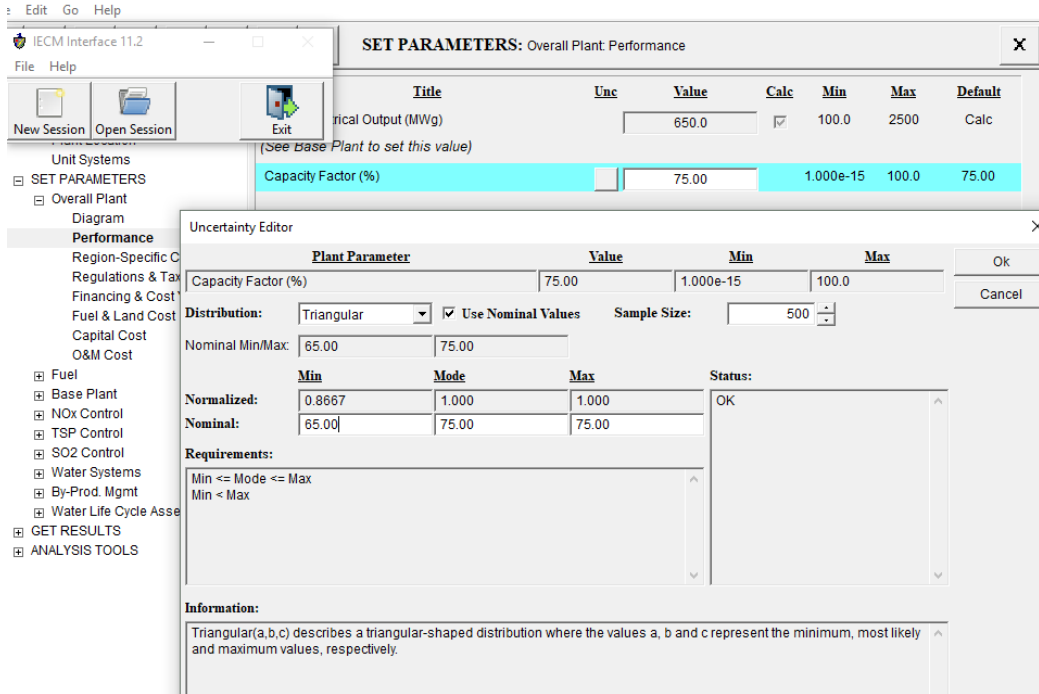 Edit Go Help
IECM Interface 11.2
File Help
New Session Open Session Exit
SET PARAMETERS: Overall Plant: Performance X
Title Unc Value Calc Min Max Default
rical Output (MWg) 650.0 100.0 2500 Calc
(See Base Plant to set this value)
Capacity Factor (%) 75.00 1.000e-15 100.0 75.00
Unit Systems
SET PARAMETERS
Overall Plant
Diagram
Performance
Region-Specific C
Regulations & Tax
Financing & Cost
Fuel & Land Cost
Capital Cost
O&M Cost
Fuel
Base Plant
NOx Control
TSP Control
SO2 Control
Water Systems
By-Prod. Mgmt
Water Life Cycle Asse
GET RESULTS
ANALYSIS TOOLS
Uncertainty Editor
Plant Parameter Value Min Max
Capacity Factor (%) 75.00 1.000e-15 100.0
Ok
Cancel
Distribution: Triangular Use Nominal Values Sample Size: 500
Nominal Min/Max: 65.00 75.00
Min Mode Max Status:
Normalized: 0.8667 1.000 1.000 OK
Nominal: 65.00 75.00 75.00
Requirements:
Min <= Mode <= Max
Min < Max
Information:
Triangular(a,b,c) describes a triangular-shaped distribution where the values a, b and c represent the minimum, most likely
and maximum values, respectively.